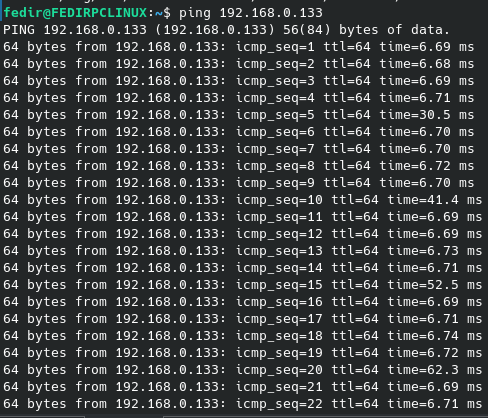 fedir@FEDIRPCLINUX:~$ ping 192.168.0.133
PING 192.168.0.133 (192.168.0.133) 56(84) bytes of data.
64 bytes from 192.168.0.133: icmp_seq=1 ttl=64 time=6.69 ms
64 bytes from 192.168.0.133: icmp_seq=2 ttl=64 time=6.68 ms
64 bytes from 192.168.0.133: icmp_seq=3 ttl=64 time=6.69 ms
64 bytes from 192.168.0.133: icmp_seq=4 ttl=64 time=6.71 ms
64 bytes from 192.168.0.133: icmp_seq=5 ttl=64 time=30.5 ms
64 bytes from 192.168.0.133: icmp_seq=6 ttl=64 time=6.70 ms
64 bytes from 192.168.0.133: icmp_seq=7 ttl=64 time=6.70 ms
64 bytes from 192.168.0.133: icmp_seq=8 ttl=64 time=6.72 ms
64 bytes from 192.168.0.133: icmp_seq=9 ttl=64 time=6.70 ms
64 bytes from 192.168.0.133: icmp_seq=10 ttl=64 time=41.4 ms
64 bytes from 192.168.0.133: icmp_seq=11 ttl=64 time=6.69 ms
64 bytes from 192.168.0.133: icmp_seq=12 ttl=64 time=6.69 ms
64 bytes from 192.168.0.133: icmp_seq=13 ttl=64 time=6.73 ms
64 bytes from 192.168.0.133: icmp_seq=14 ttl=64 time=6.71 ms
64 bytes from 192.168.0.133: icmp_seq=15 ttl=64 time=52.5 ms
64 bytes from 192.168.0.133: icmp_seq=16 ttl=64 time=6.69 ms
64 bytes from 192.168.0.133: icmp_seq=17 ttl=64 time=6.71 ms
64 bytes from 192.168.0.133: icmp_seq=18 ttl=64 time=6.74 ms
64 bytes from 192.168.0.133: icmp_seq=19 ttl=64 time=6.72 ms
64 bytes from 192.168.0.133: icmp_seq=20 ttl=64 time=62.3 ms
64 bytes from 192.168.0.133: icmp_seq=21 ttl=64 time=6.69 ms
64 bytes from 192.168.0.133: icmp_seq=22 ttl=64 time=6.71 ms